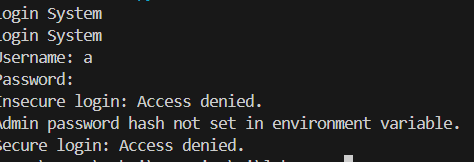 Login System
Login System
Username: a
Password:
Insecure login: Access denied.
Admin password hash not set in environment variable.
Secure login: Access denied.